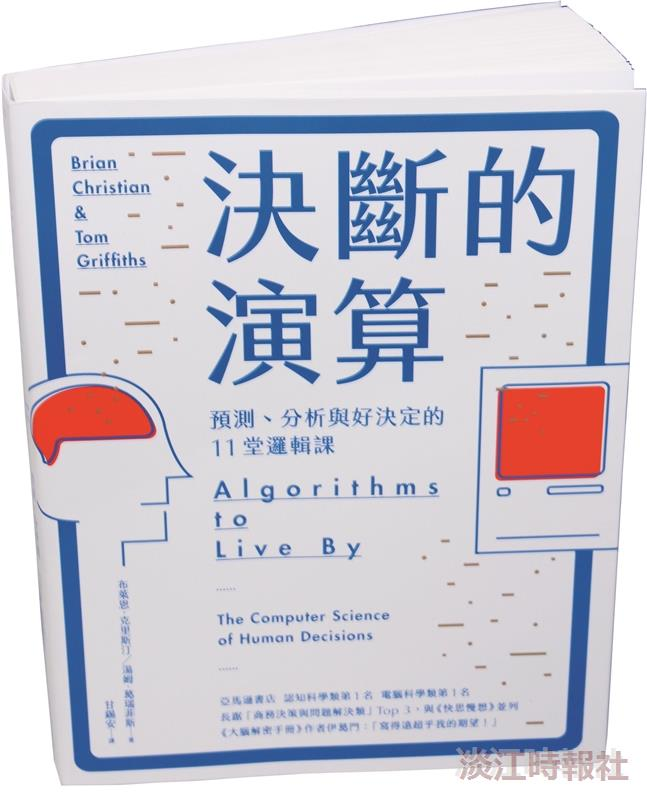 Brian
Christian
&
Tom
Griffiths
決斷的
演算
預測、分析與好決定的
11堂邏輯課
Algorithms
to
Live By
......
The Computer Science
of Human Decisions
......
布萊恩·克里斯汀／湯姆·葛瑞菲斯—著
甘錫安—譯
亞馬遜書店 認知科學類第1名 電腦科學類第1名
長踞「商務決策與問題解決類」Top 3，與《快思慢想》並列
《大腦解密手冊》作者伊葛門：「寫得遠超乎我的期望！」
淡江時報社